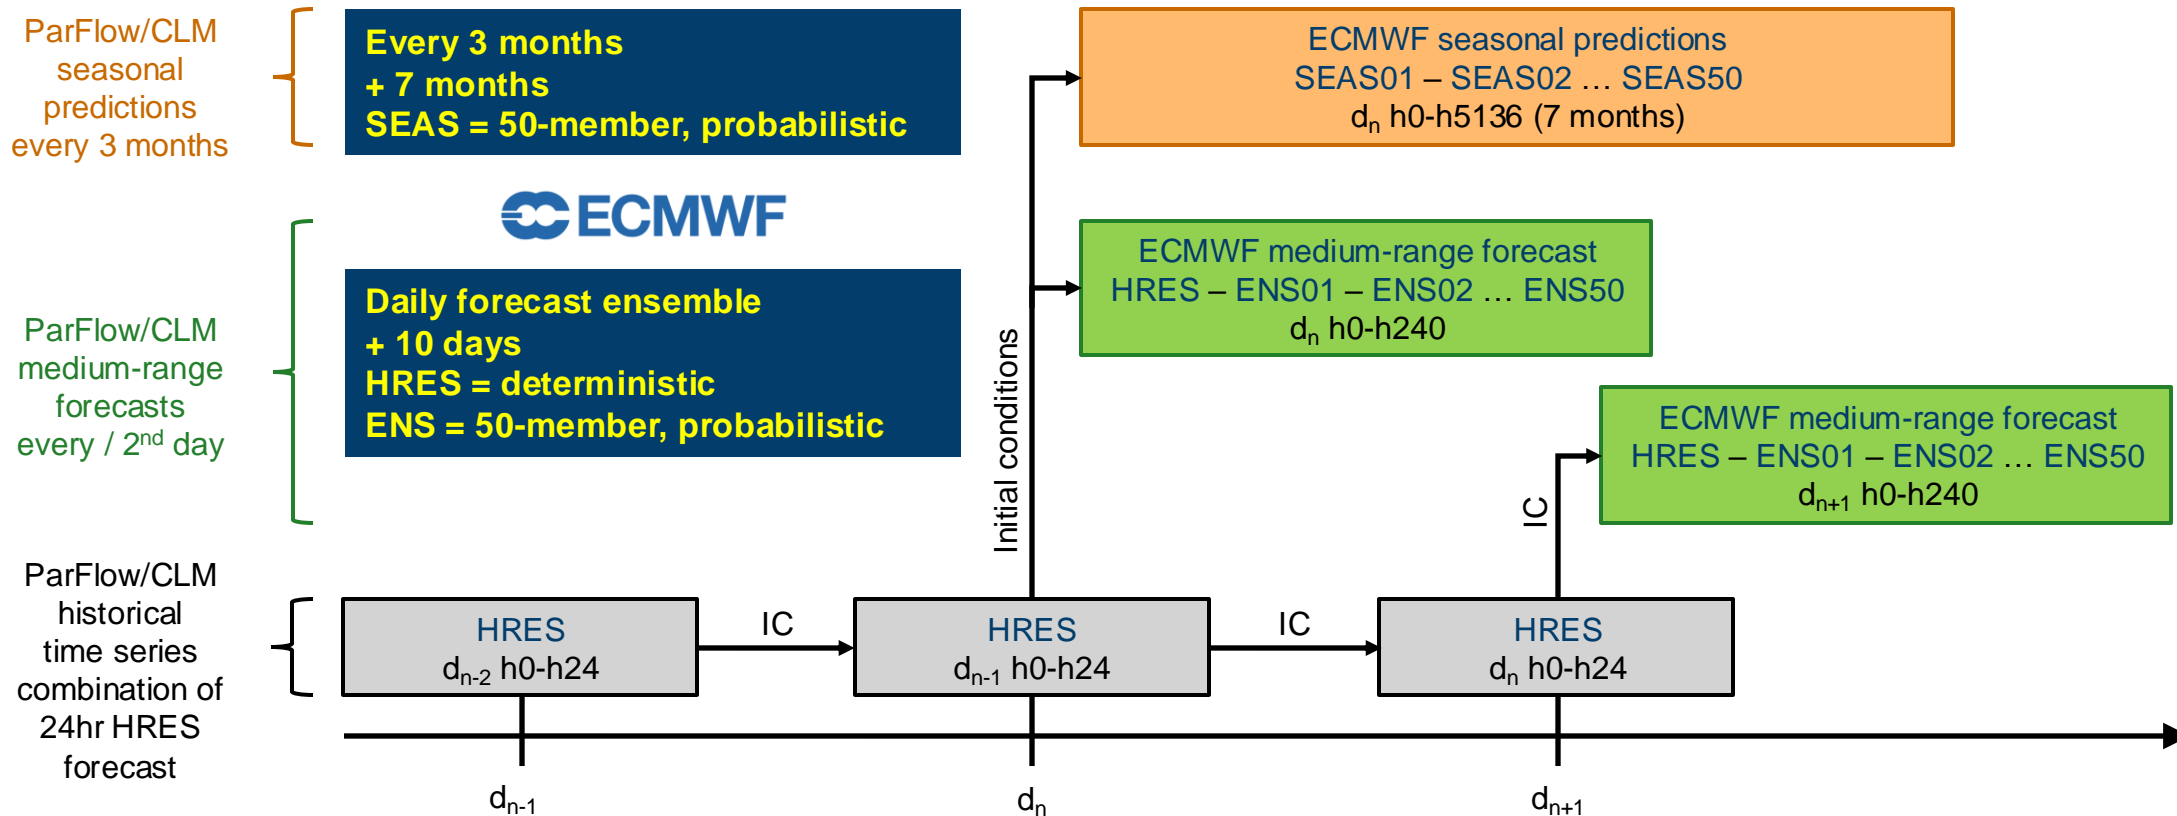 ParFlow/CLM
seasonal
predictions
every 3 months
Every 3 months
+ 7 months
SEAS = 50-member, probabilistic
ECMWF seasonal predictions
SEAS01 – SEAS02 … SEAS50
dₙ h0-h5136 (7 months)
ECMWF
ParFlow/CLM
medium-range
forecasts
every / 2ⁿᵈ day
Daily forecast ensemble
+ 10 days
HRES = deterministic
ENS = 50-member, probabilistic
Initial conditions
ECMWF medium-range forecast
HRES – ENS01 – ENS02 … ENS50
dₙ h0-h240
IC
ECMWF medium-range forecast
HRES – ENS01 – ENS02 … ENS50
dₙ₊₁ h0-h240
ParFlow/CLM
historical
time series
combination of
24hr HRES
forecast
HRES
dₙ₋₂ h0-h24
IC
HRES
dₙ₋₁ h0-h24
IC
HRES
dₙ h0-h24
dₙ₋₁
dₙ
dₙ₊₁